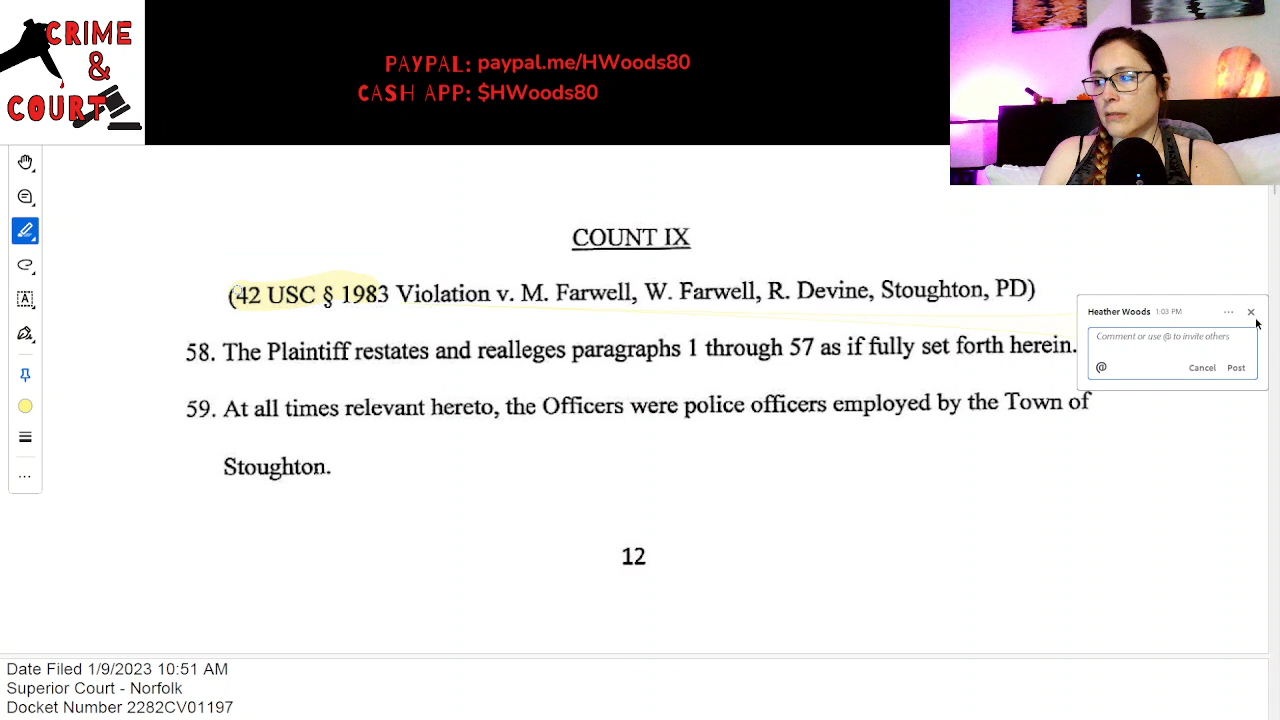 CRIME
&
COURT
PAYPAL: paypal.me/HWoods80
CASH APP: $HWoods80
COUNT IX
(42 USC § 1983 Violation v. M. Farwell, W. Farwell, R. Devine, Stoughton, PD)
Heather Woods 1:03 PM
Comment or use @ to invite others
@ Cancel Post
58. The Plaintiff restates and realleges paragraphs 1 through 57 as if fully set forth herein.
59. At all times relevant hereto, the Officers were police officers employed by the Town of
Stoughton.
12
Date Filed 1/9/2023 10:51 AM
Superior Court - Norfolk
Docket Number 2282CV01197